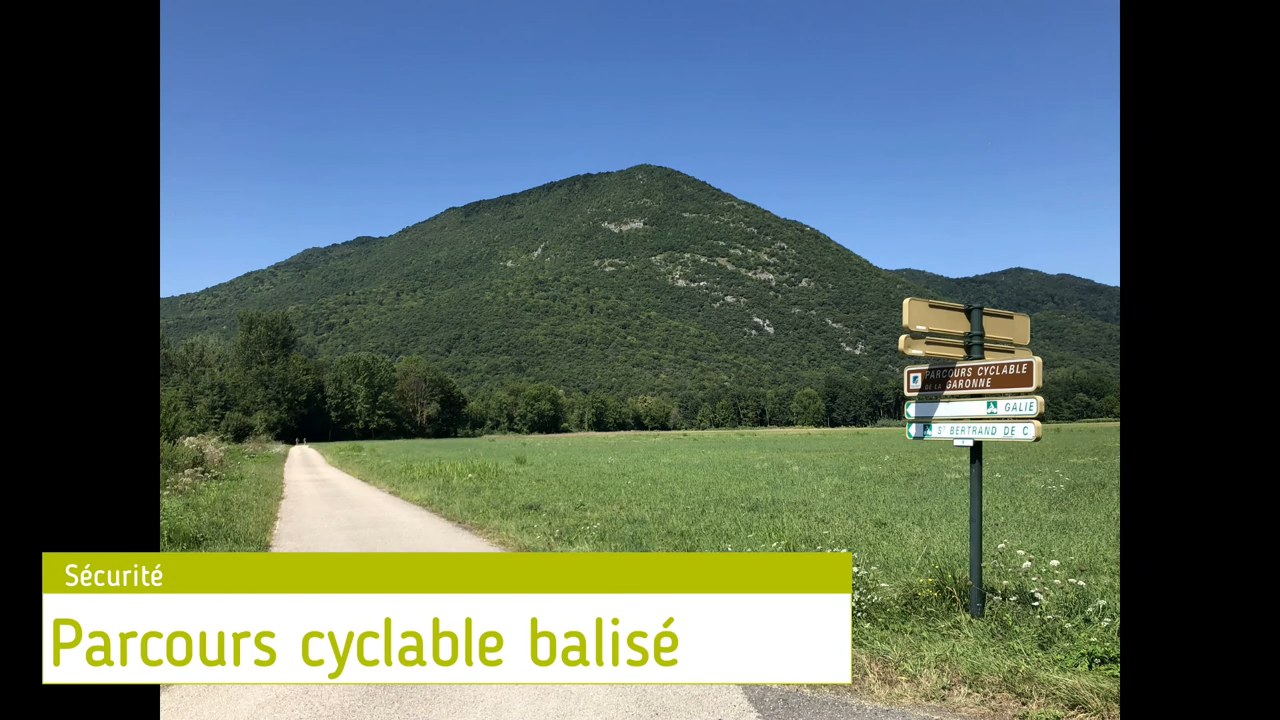 PARCOURS CYCLABLE
DE LA GARONNE
GALIE
ST BERTRAND DE C
Sécurité
Parcours cyclable balisé